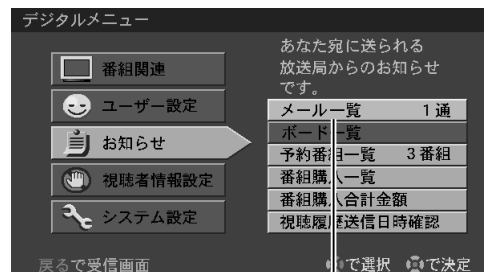 デジタルメニュー
番組関連
ユーザー設定
お知らせ
視聴者情報設定
システム設定
あなた宛に送られる
放送局からのお知らせ
です。
メール一覧 1通
ボード一覧
予約番組一覧 3番組
番組購入一覧
番組購入合計金額
視聴履歴送信日時確認
戻るで受信画面
で選択 で決定